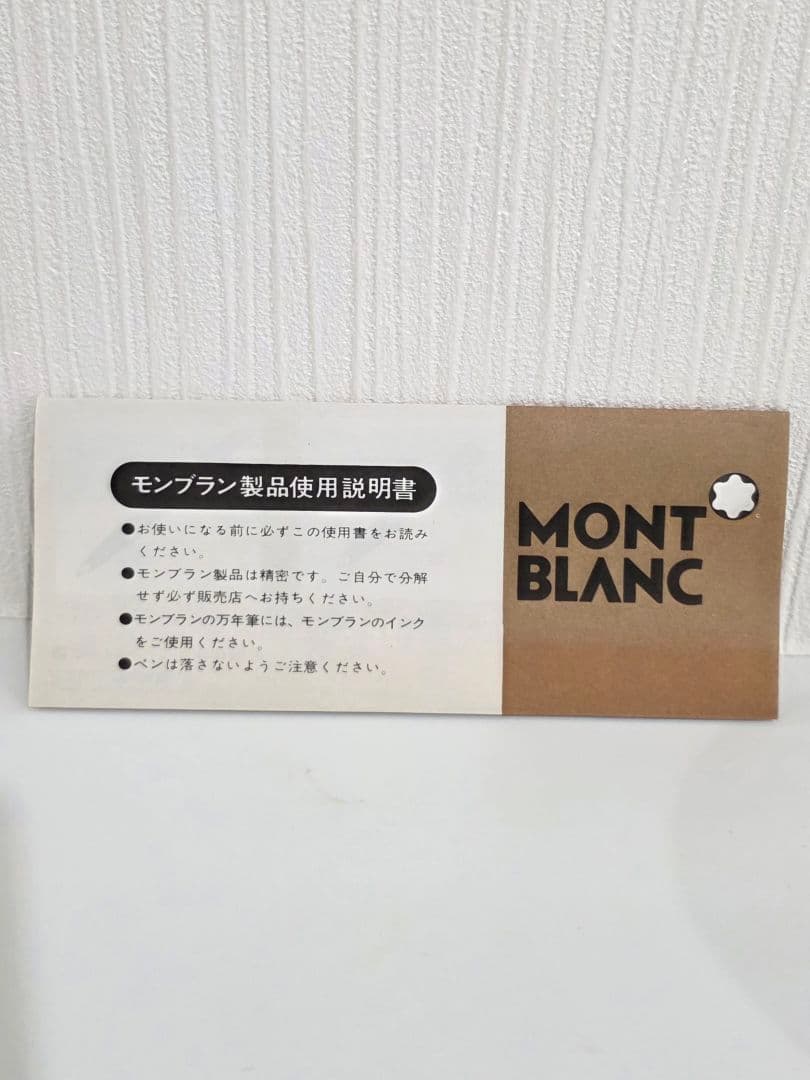 モンブラン製品使用説明書
●お使いになる前に必ずこの使用書をお読み
ください。
●モンブラン製品は精密です。ご自分で分解
せず必ず販売店へお持ちください。
●モンブランの万年筆には、モンブランのインク
をご使用ください。
●ペンは落さないようご注意ください。
MONT
BLANC